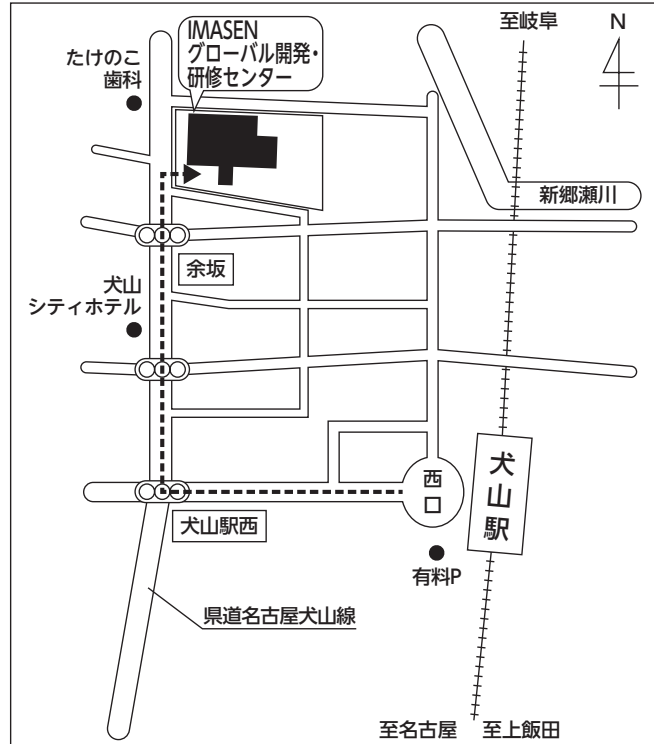 至岐阜
N
IMASEN
グローバル開発・
研修センター
たけのこ
歯科
新郷瀬川
余坂
犬山
シティホテル
西口
犬山駅
犬山駅西
有料P
県道名古屋犬山線
至名古屋
至上飯田